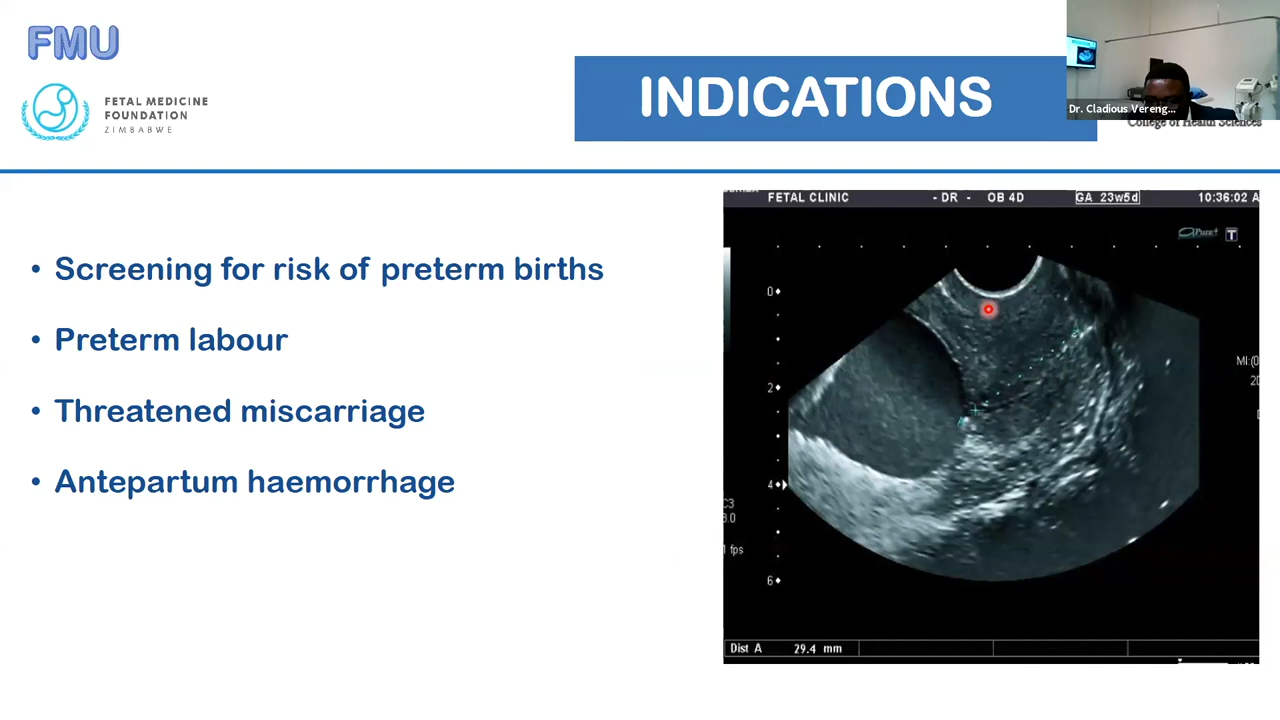 FMU
FETAL MEDICINE
FOUNDATION
ZIMBABWE
INDICATIONS
Dr. Cladious Vereng...
College of Health Sciences
• Screening for risk of preterm births
• Preterm labour
• Threatened miscarriage
• Antepartum haemorrhage
FETAL CLINIC - DR - OB 4D GA 23w5d 10:36:02 A
Pure+ T
0
2
4
6
1 fps
Dist A 29.4 mm